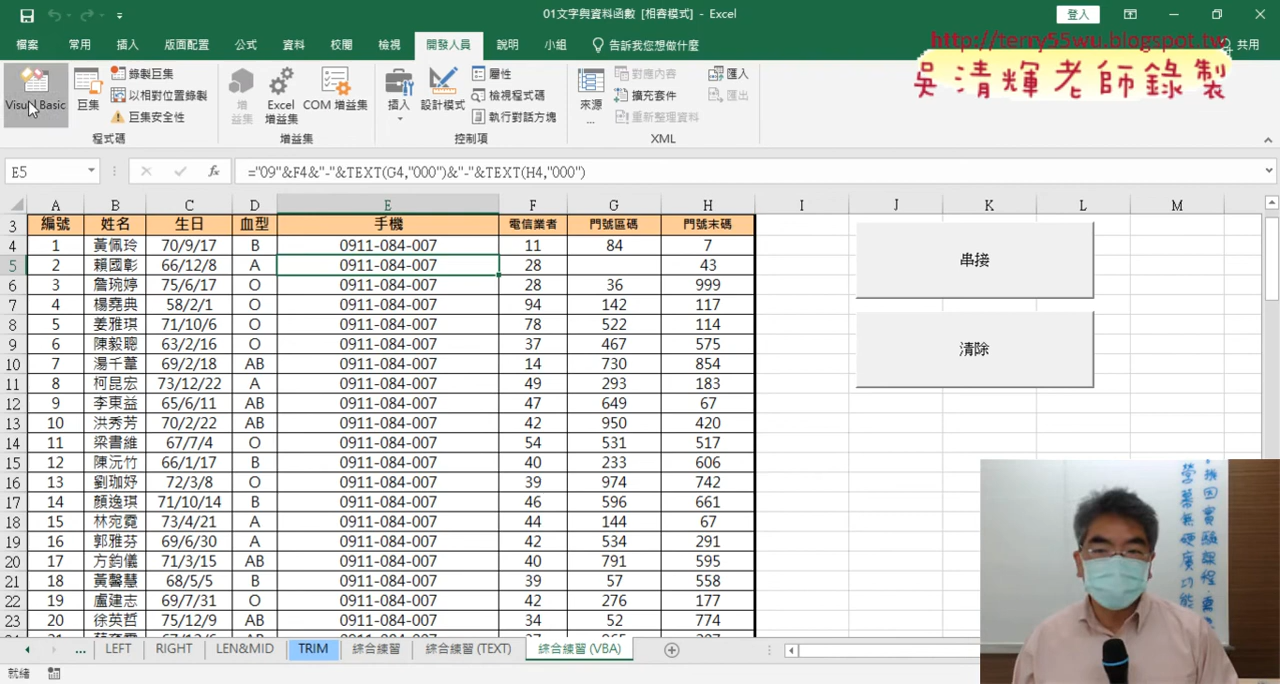 01文字與資料函數 [相容模式] - Excel
登入
檔案 常用 插入 版面配置 公式 資料 校閱 檢視 開發人員 說明 小組 告訴我您想做什麼 共用
http://terry55wu.blogspot.tw
吳清輝老師錄製
Visual Basic 巨集 錄製巨集 以相對位置錄製 巨集安全性
增益集 Excel 增益集 COM 增益集
插入 設計模式 屬性 檢視程式碼 執行對話方塊
來源 ... 對應內容 擴充套件 重新整理資料 匯入 匯出
程式碼 增益集 控制項 XML
E5 fx ="09"&F4&"-"&TEXT(G4,"000")&"-"&TEXT(H4,"000")
A B C D E F G H I J K L M
3 編號 姓名 生日 血型 手機 電信業者 門號區碼 門號末碼
4 1 黃佩玲 70/9/17 B 0911-084-007 11 84 7
5 2 賴國彰 66/12/8 A 0911-084-007 28 43
6 3 詹琬婷 75/6/17 O 0911-084-007 28 36 999
7 4 楊堯典 58/2/1 O 0911-084-007 94 142 117
8 5 姜雅琪 71/10/6 O 0911-084-007 78 522 114
9 6 陳毅聰 63/2/16 O 0911-084-007 37 467 575
10 7 湯千葦 69/2/18 AB 0911-084-007 14 730 854
11 8 柯昆宏 73/12/22 A 0911-084-007 49 293 183
12 9 李東益 65/6/11 AB 0911-084-007 47 649 67
13 10 洪秀芳 70/2/22 AB 0911-084-007 42 950 420
14 11 梁書維 67/7/4 O 0911-084-007 54 531 517
15 12 陳沅竹 66/1/17 B 0911-084-007 40 233 606
16 13 劉珈妤 72/3/8 O 0911-084-007 39 974 742
17 14 顏逸琪 71/10/14 B 0911-084-007 46 596 661
18 15 林宛霓 73/4/21 A 0911-084-007 44 144 67
19 16 郭雅芬 69/6/30 A 0911-084-007 42 534 291
20 17 方鈞儀 71/3/15 AB 0911-084-007 40 791 595
21 18 黃馨慧 68/5/5 B 0911-084-007 39 57 558
22 19 盧建志 69/7/31 O 0911-084-007 42 276 177
23 20 徐英哲 75/12/9 AB 0911-084-007 34 52 774
串接
清除
... LEFT RIGHT LEN&MID TRIM 綜合練習 綜合練習 (TEXT) 綜合練習 (VBA)
就緒